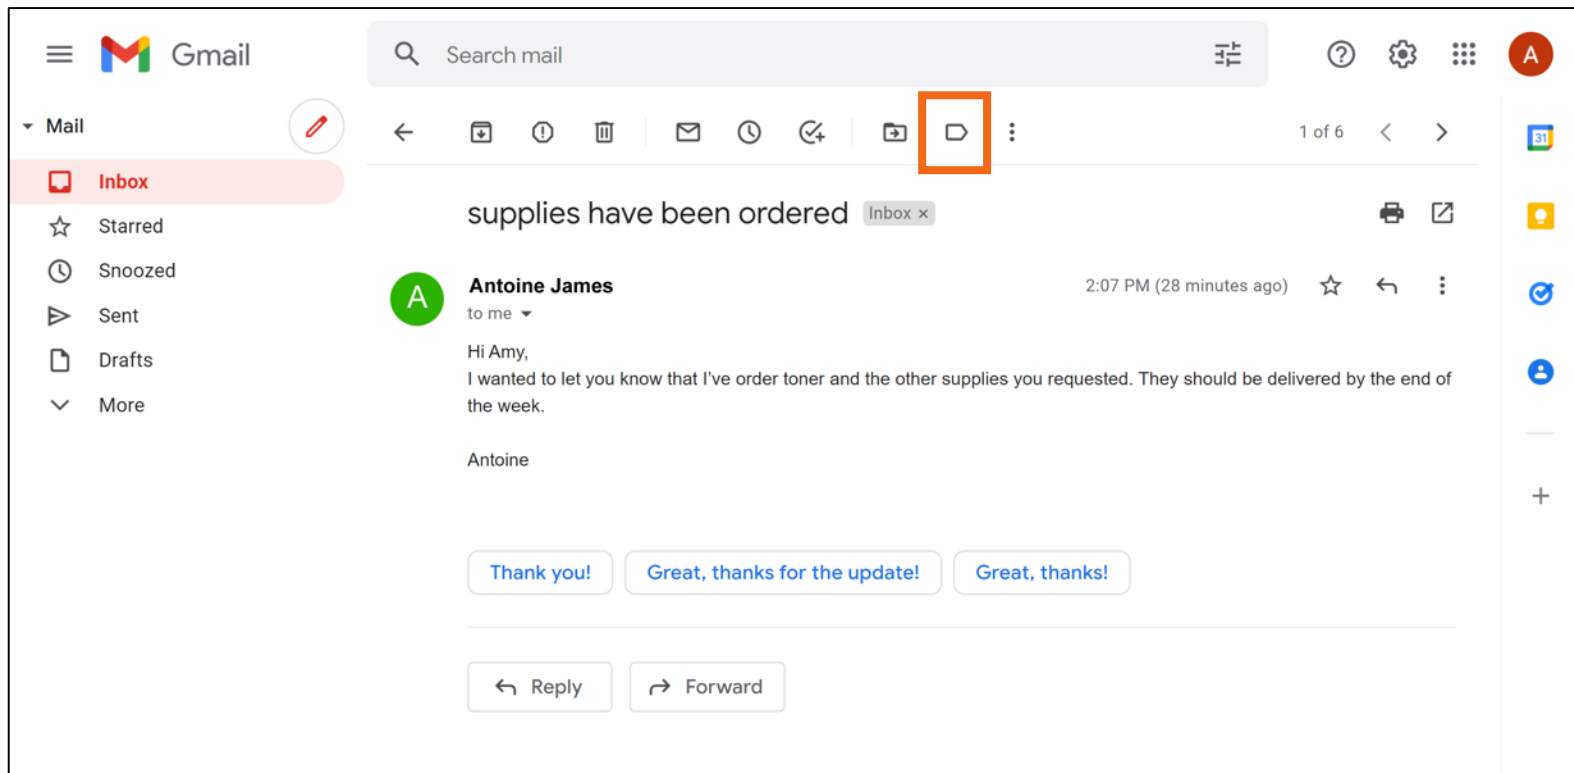 Gmail
Search mail
A
Mail
Inbox
Starred
Snoozed
Sent
Drafts
More
1 of 6
31
supplies have been ordered Inbox ×
A
Antoine James
2:07 PM (28 minutes ago)
to me
Hi Amy,
I wanted to let you know that I've order toner and the other supplies you requested. They should be delivered by the end of
the week.
Antoine
Thank you! Great, thanks for the update! Great, thanks!
Reply Forward